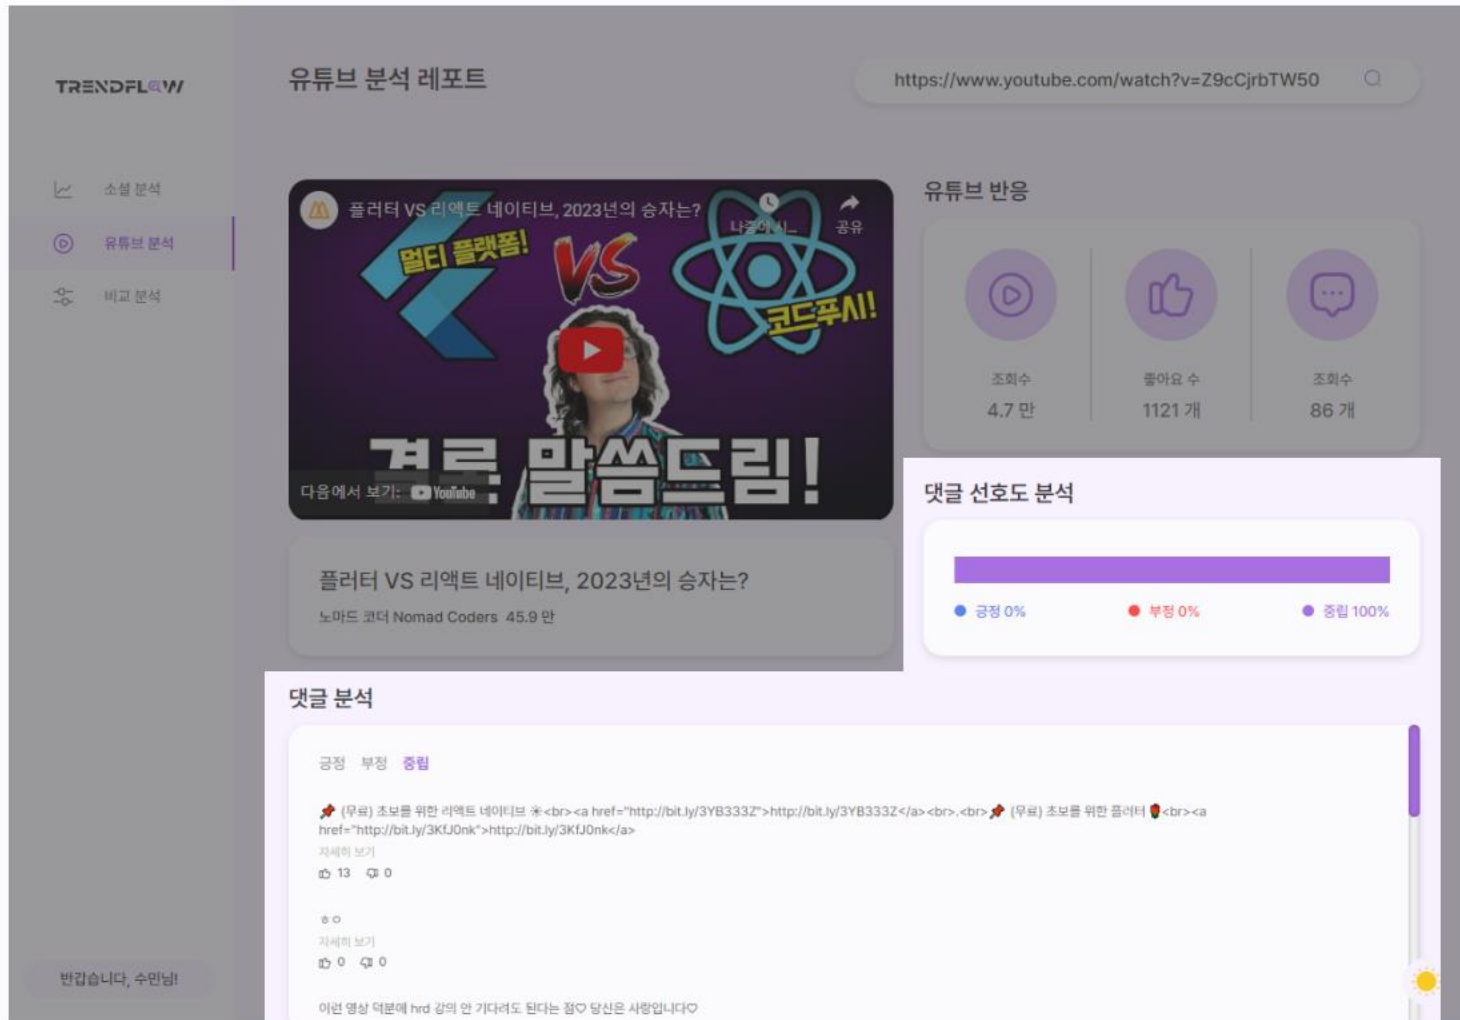 TRENDFLOW
유튜브 분석 레포트
https://www.youtube.com/watch?v=Z9cCjrbTW50
소셜 분석
유튜브 분석
비교 분석
플러터 VS 리액트 네이티브, 2023년의 승자는?
나중에 시...
공유
멀티 플랫폼!
VS
코드푸시!
결론 말씀드림!
다음에서 보기: YouTube
유튜브 반응
조회수
4.7 만
좋아요 수
1121 개
조회수
86 개
댓글 선호도 분석
긍정 0%
부정 0%
중립 100%
플러터 VS 리액트 네이티브, 2023년의 승자는?
노마드 코더 Nomad Coders 45.9 만
댓글 분석
긍정 부정 중립
📌 (무료) 초보를 위한 리액트 네이티브 ☀<br><a href="http://bit.ly/3YB333Z">http://bit.ly/3YB333Z</a><br>.<br>📌 (무료) 초보를 위한 플러터 🌹<br><a
href="http://bit.ly/3KfJ0nk">http://bit.ly/3KfJ0nk</a>
자세히 보기
13 0
ㅎㅇ
자세히 보기
0 0
이런 영상 덕분에 hrd 강의 안 기다려도 된다는 점♡ 당신은 사랑입니다♡
반갑습니다, 수민님!